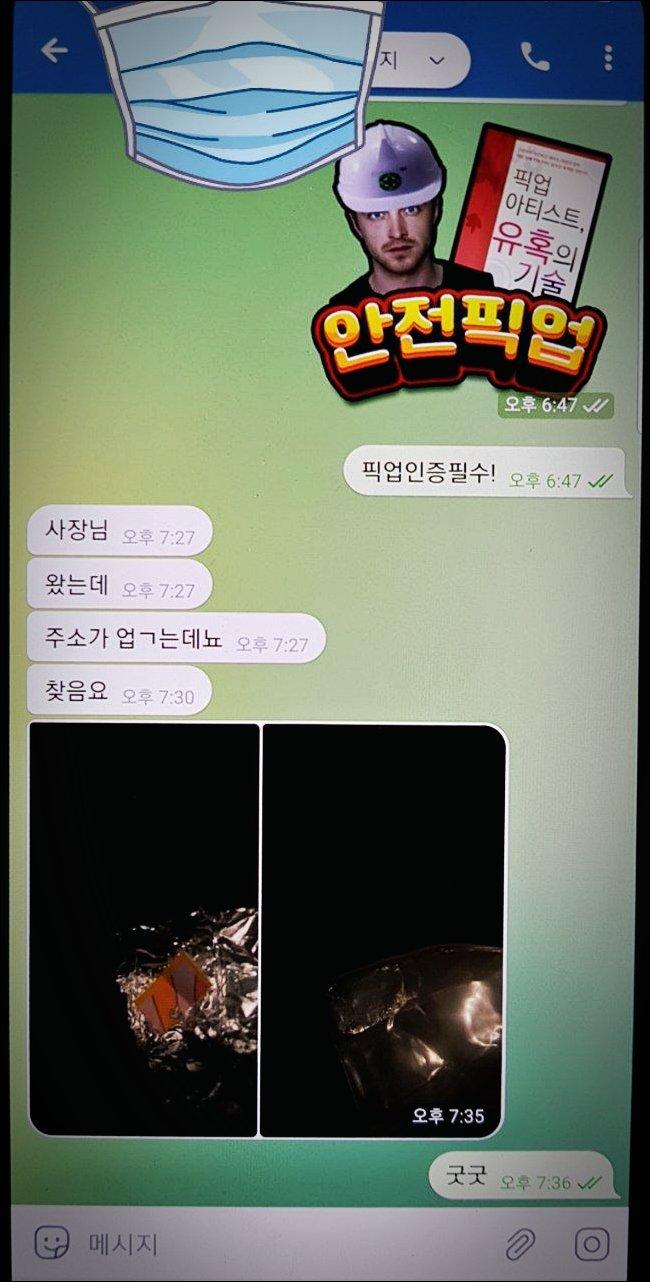 지
픽업
아티스트,
유혹의
기술
안전픽업
오후 6:47
픽업인증필수! 오후 6:47
사장님 오후 7:27
왔는데 오후 7:27
주소가 업ㄱ는데뇨 오후 7:27
찾음요 오후 7:30
오후 7:35
굿굿 오후 7:36
메시지